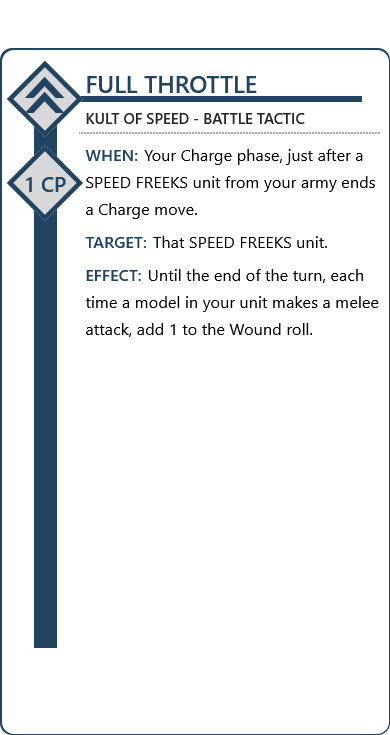 FULL THROTTLE
KULT OF SPEED - BATTLE TACTIC
WHEN: Your Charge phase, just after a
1 CP
SPEED FREEKS unit from your army ends
a Charge move.
TARGET: That SPEED FREEKS unit.
EFFECT: Until the end of the turn, each
time a model in your unit makes a melee
attack, add 1 to the Wound roll.